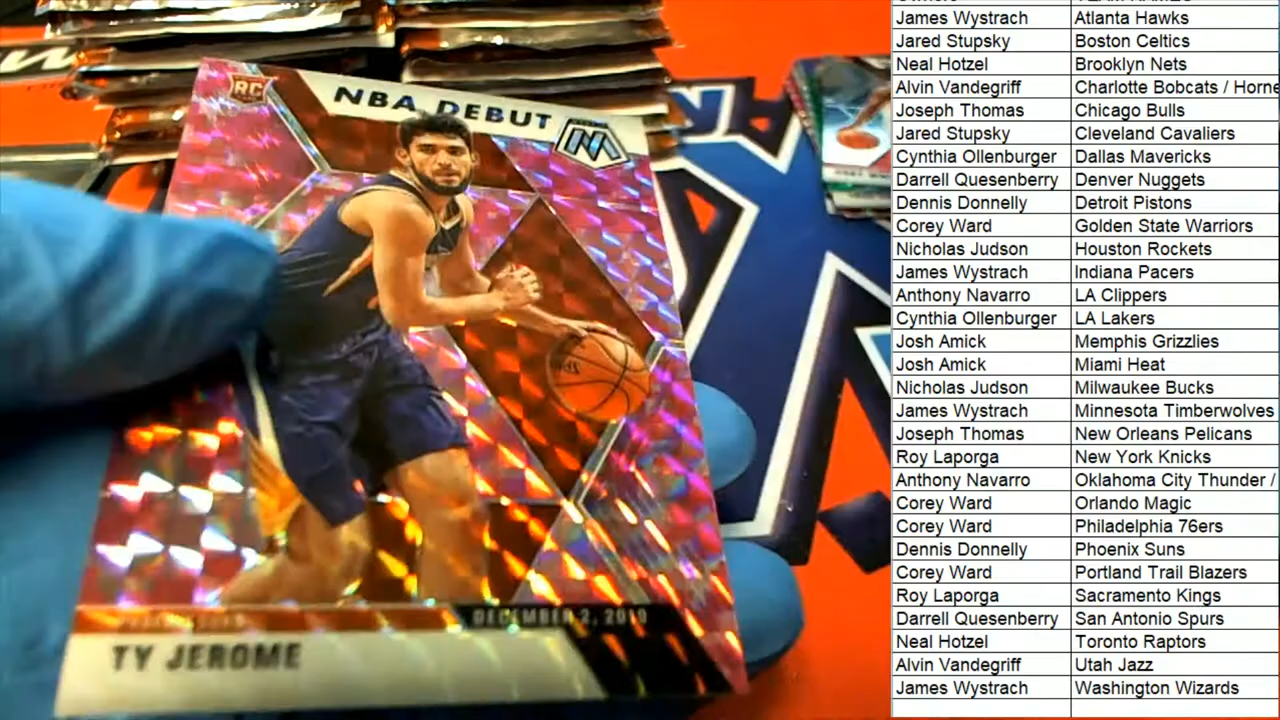 RC
NBA DEBUT
DECEMBER 2, 2019
TY JEROME
James Wystrach Atlanta Hawks
Jared Stupsky Boston Celtics
Neal Hotzel Brooklyn Nets
Alvin Vandegriff Charlotte Bobcats / Horne
Joseph Thomas Chicago Bulls
Jared Stupsky Cleveland Cavaliers
Cynthia Ollenburger Dallas Mavericks
Darrell Quesenberry Denver Nuggets
Dennis Donnelly Detroit Pistons
Corey Ward Golden State Warriors
Nicholas Judson Houston Rockets
James Wystrach Indiana Pacers
Anthony Navarro LA Clippers
Cynthia Ollenburger LA Lakers
Josh Amick Memphis Grizzlies
Josh Amick Miami Heat
Nicholas Judson Milwaukee Bucks
James Wystrach Minnesota Timberwolves
Joseph Thomas New Orleans Pelicans
Roy Laporga New York Knicks
Anthony Navarro Oklahoma City Thunder /
Corey Ward Orlando Magic
Corey Ward Philadelphia 76ers
Dennis Donnelly Phoenix Suns
Corey Ward Portland Trail Blazers
Roy Laporga Sacramento Kings
Darrell Quesenberry San Antonio Spurs
Neal Hotzel Toronto Raptors
Alvin Vandegriff Utah Jazz
James Wystrach Washington Wizards